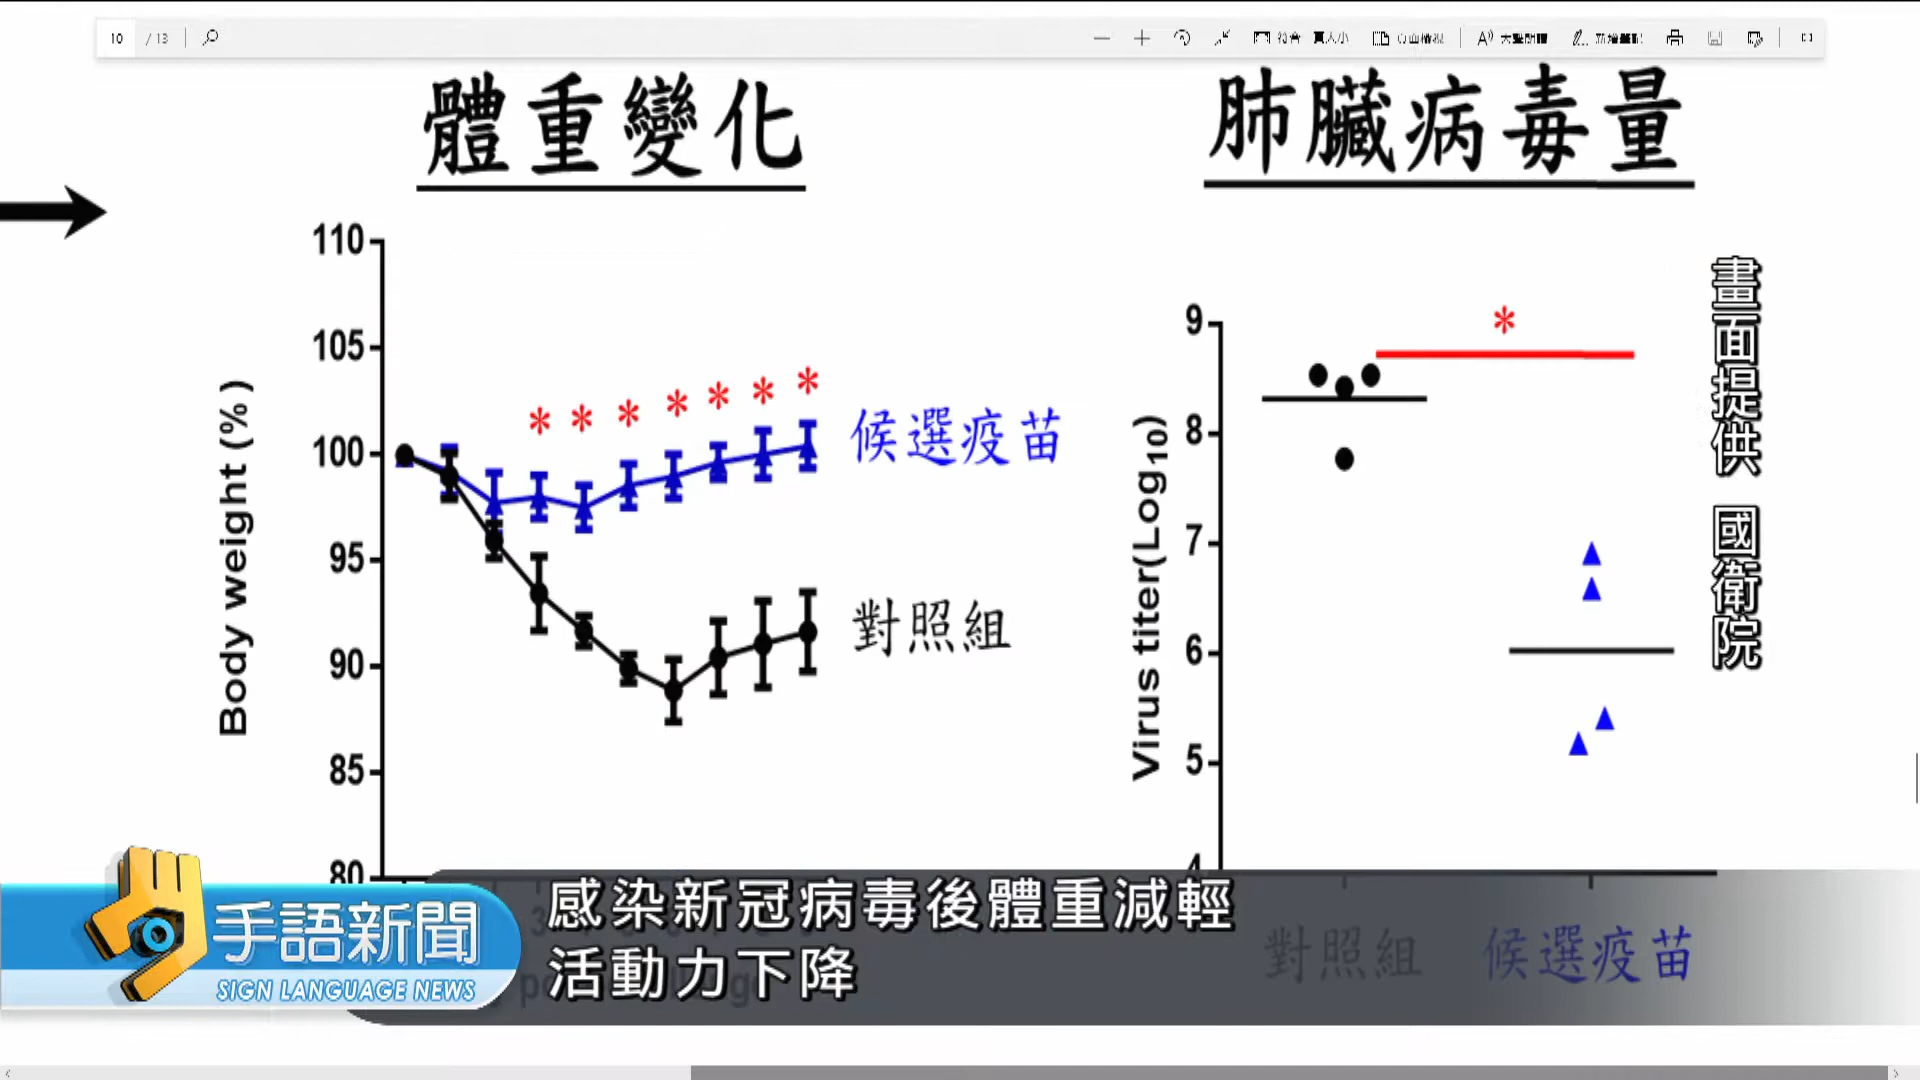 10 / 13
體重變化
肺臟病毒量
110
105
100
95
90
85
80
Body weight (%)
* * * * * * *
候選疫苗
對照組
9
8
7
6
5
4
Virus titer(Log10)
*
對照組
候選疫苗
畫面提供 國衛院
手語新聞
SIGN LANGUAGE NEWS
感染新冠病毒後體重減輕
活動力下降